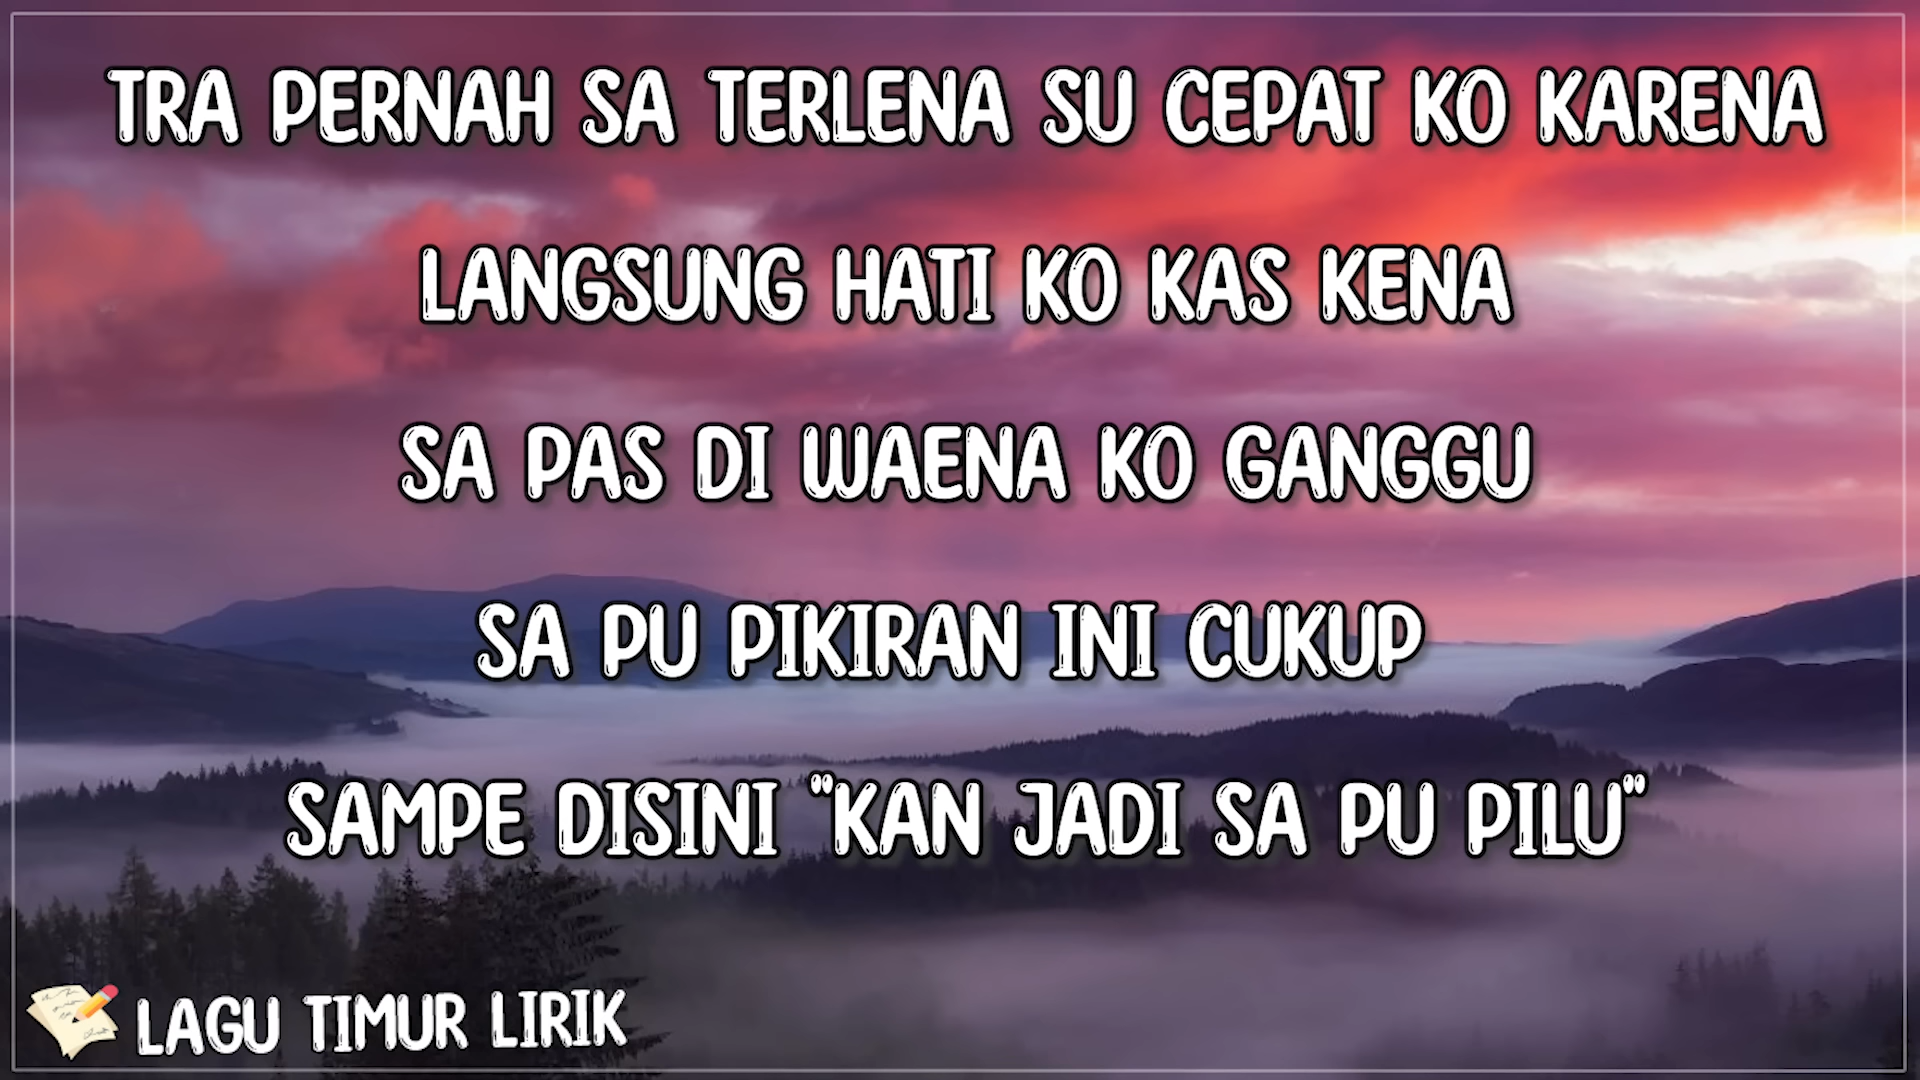 TRA PERNAH SA TERLENA SU CEPAT KO KARENA
LANGSUNG HATI KO KAS KENA
SA PAS DI WAENA KO GANGGU
SA PU PIKIRAN INI CUKUP
SAMPE DISINI "KAN JADI SA PU PILU"
LAGU TIMUR LIRIK